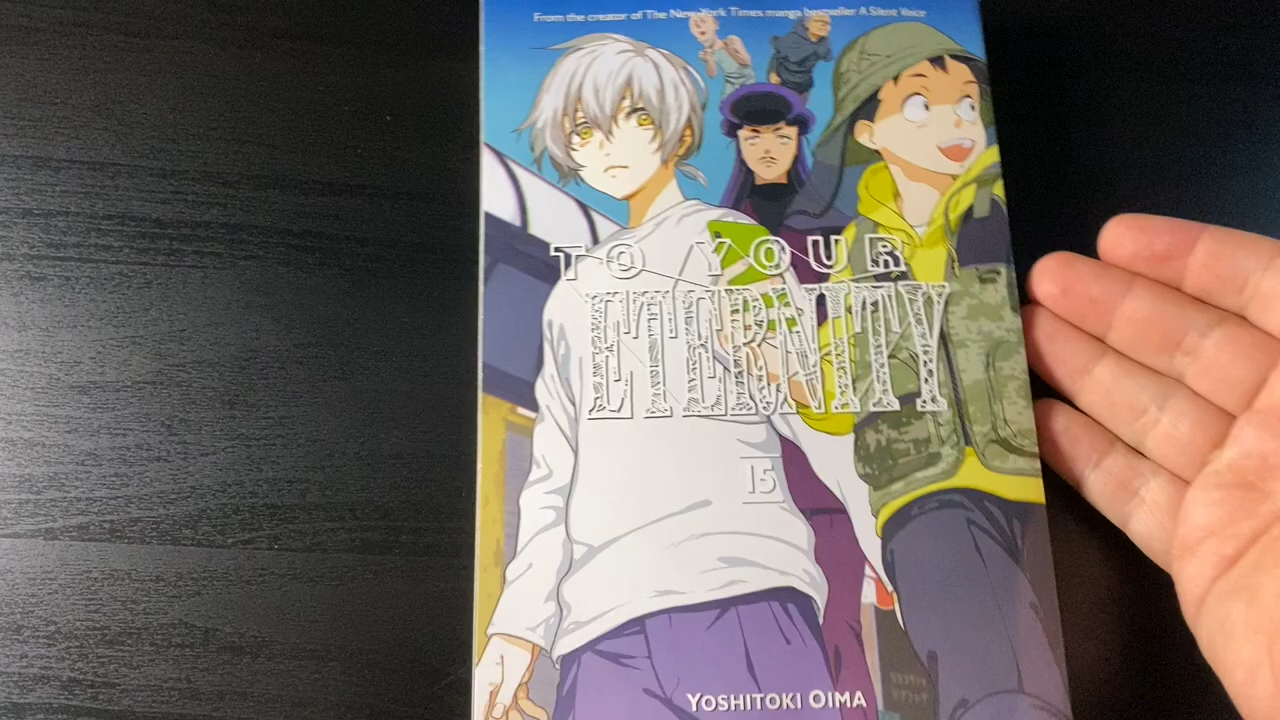 From the creator of The New York Times manga bestseller A Silent Voice
TO YOUR
ETERNITY
15
YOSHITOKI OIMA